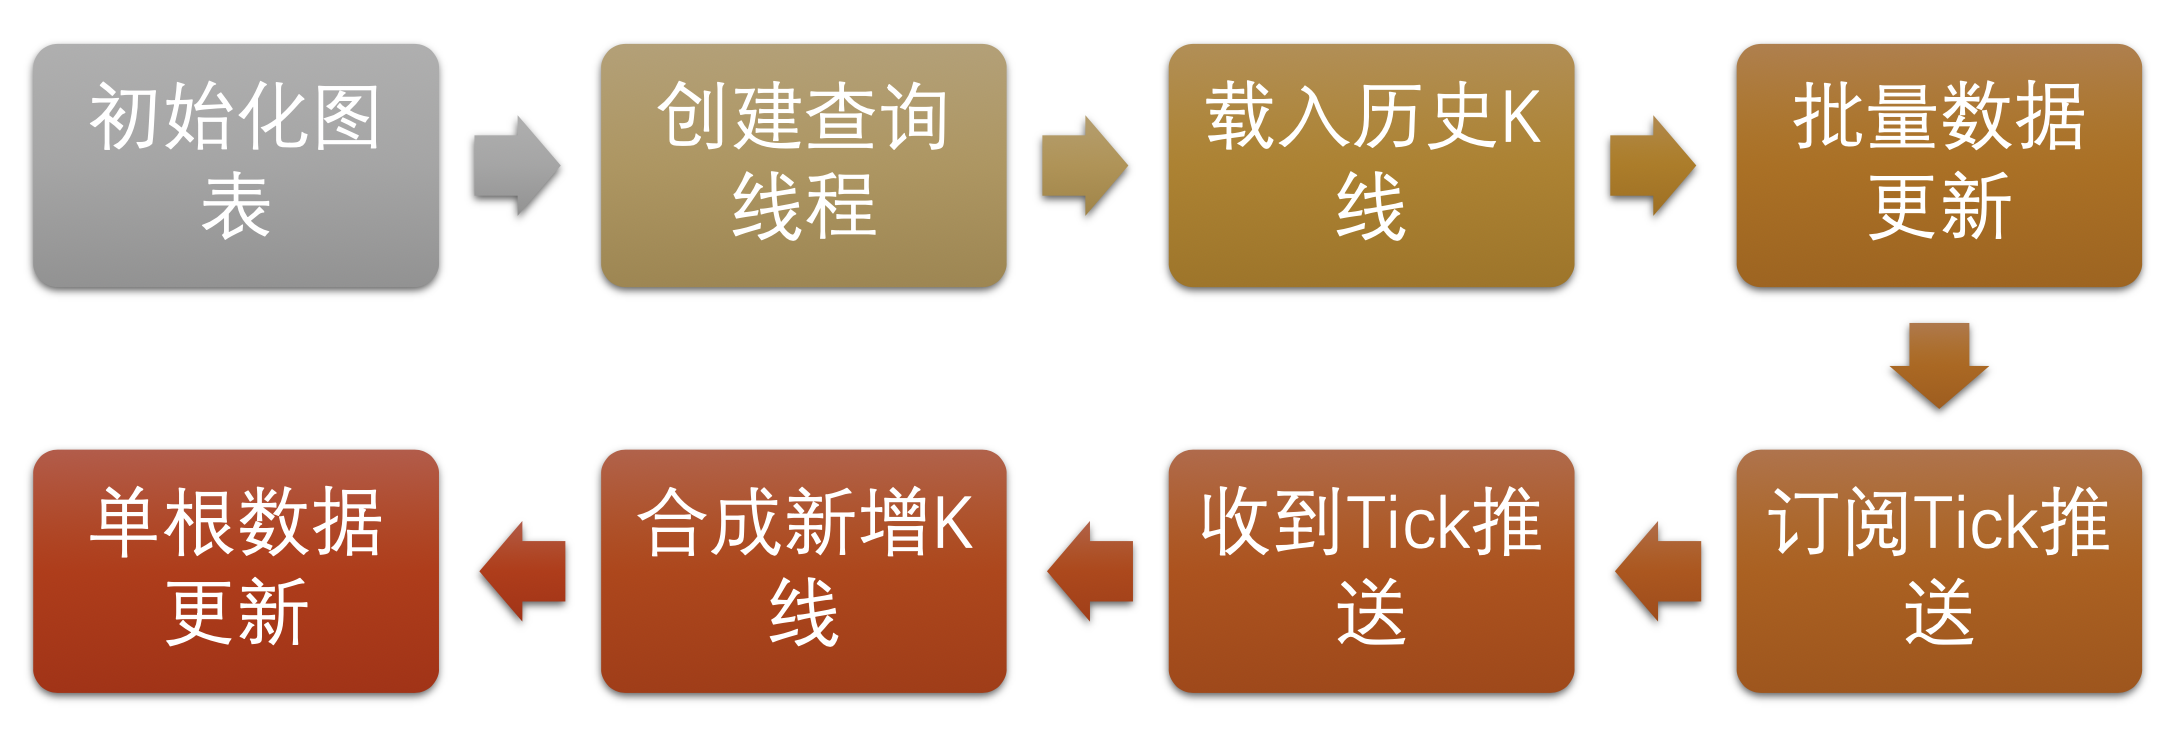 初始化图
表
创建查询
线程
载入历史K
线
批量数据
更新
订阅Tick推
送
收到Tick推
送
合成新增K
线
单根数据
更新